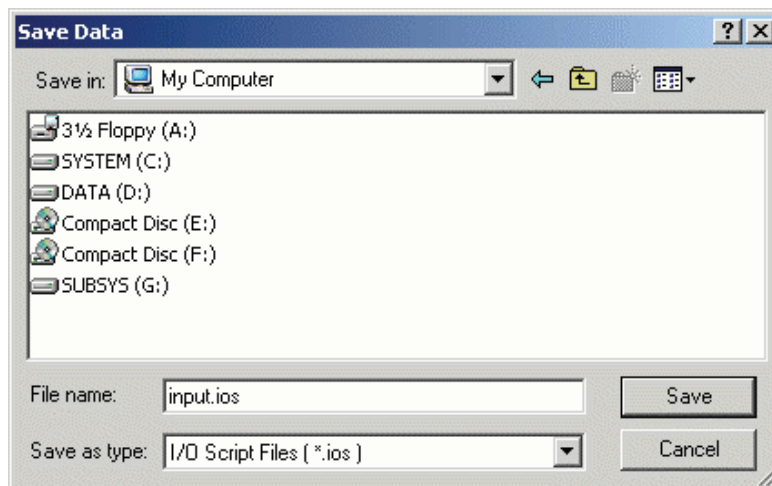 Save Data
Save in: My Computer
3½ Floppy (A:)
SYSTEM (C:)
DATA (D:)
Compact Disc (E:)
Compact Disc (F:)
SUBSYS (G:)
File name: input.ios Save
Save as type: I/O Script Files ( *.ios ) Cancel